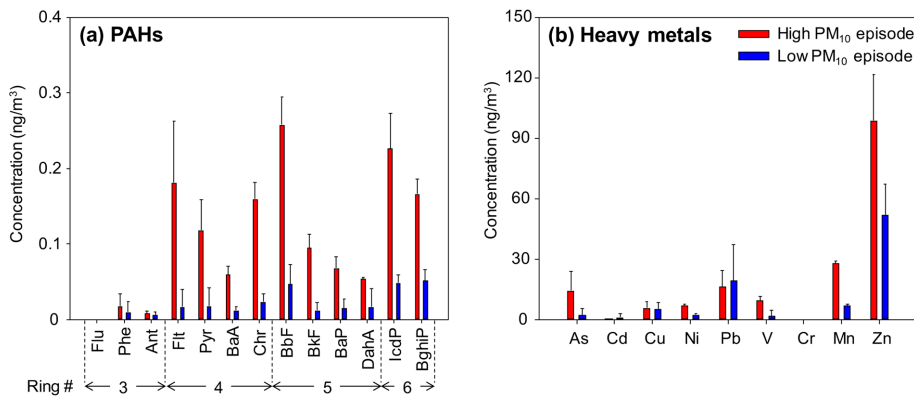 (a) PAHs
Concentration (ng/m³)
0.4
0.3
0.2
0.1
0
Flu
Phe
Ant
Flt
Pyr
BaA
Chr
BbF
BkF
BaP
DahA
IcdP
BghiP
Ring # 3 4 5 6
(b) Heavy metals
High PM₁₀ episode
Low PM₁₀ episode
Concentration (ng/m³)
150
120
90
60
30
0
As Cd Cu Ni Pb V Cr Mn Zn